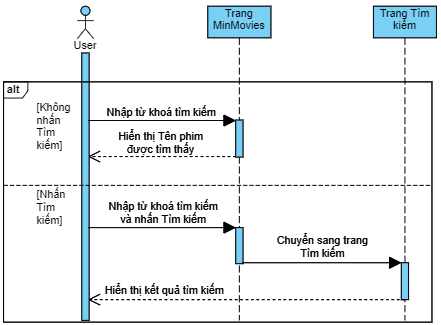 Trang
MinMovies
Trang Tìm
kiếm
User
alt
[Không
nhấn
Tìm
kiếm]
Nhập từ khoá tìm kiếm
Hiển thị Tên phim
được tìm thấy
[Nhấn
Tìm
kiếm]
Nhập từ khoá tìm kiếm
và nhấn Tìm kiếm
Chuyển sang trang
Tìm kiếm
Hiển thị kết quả tìm kiếm